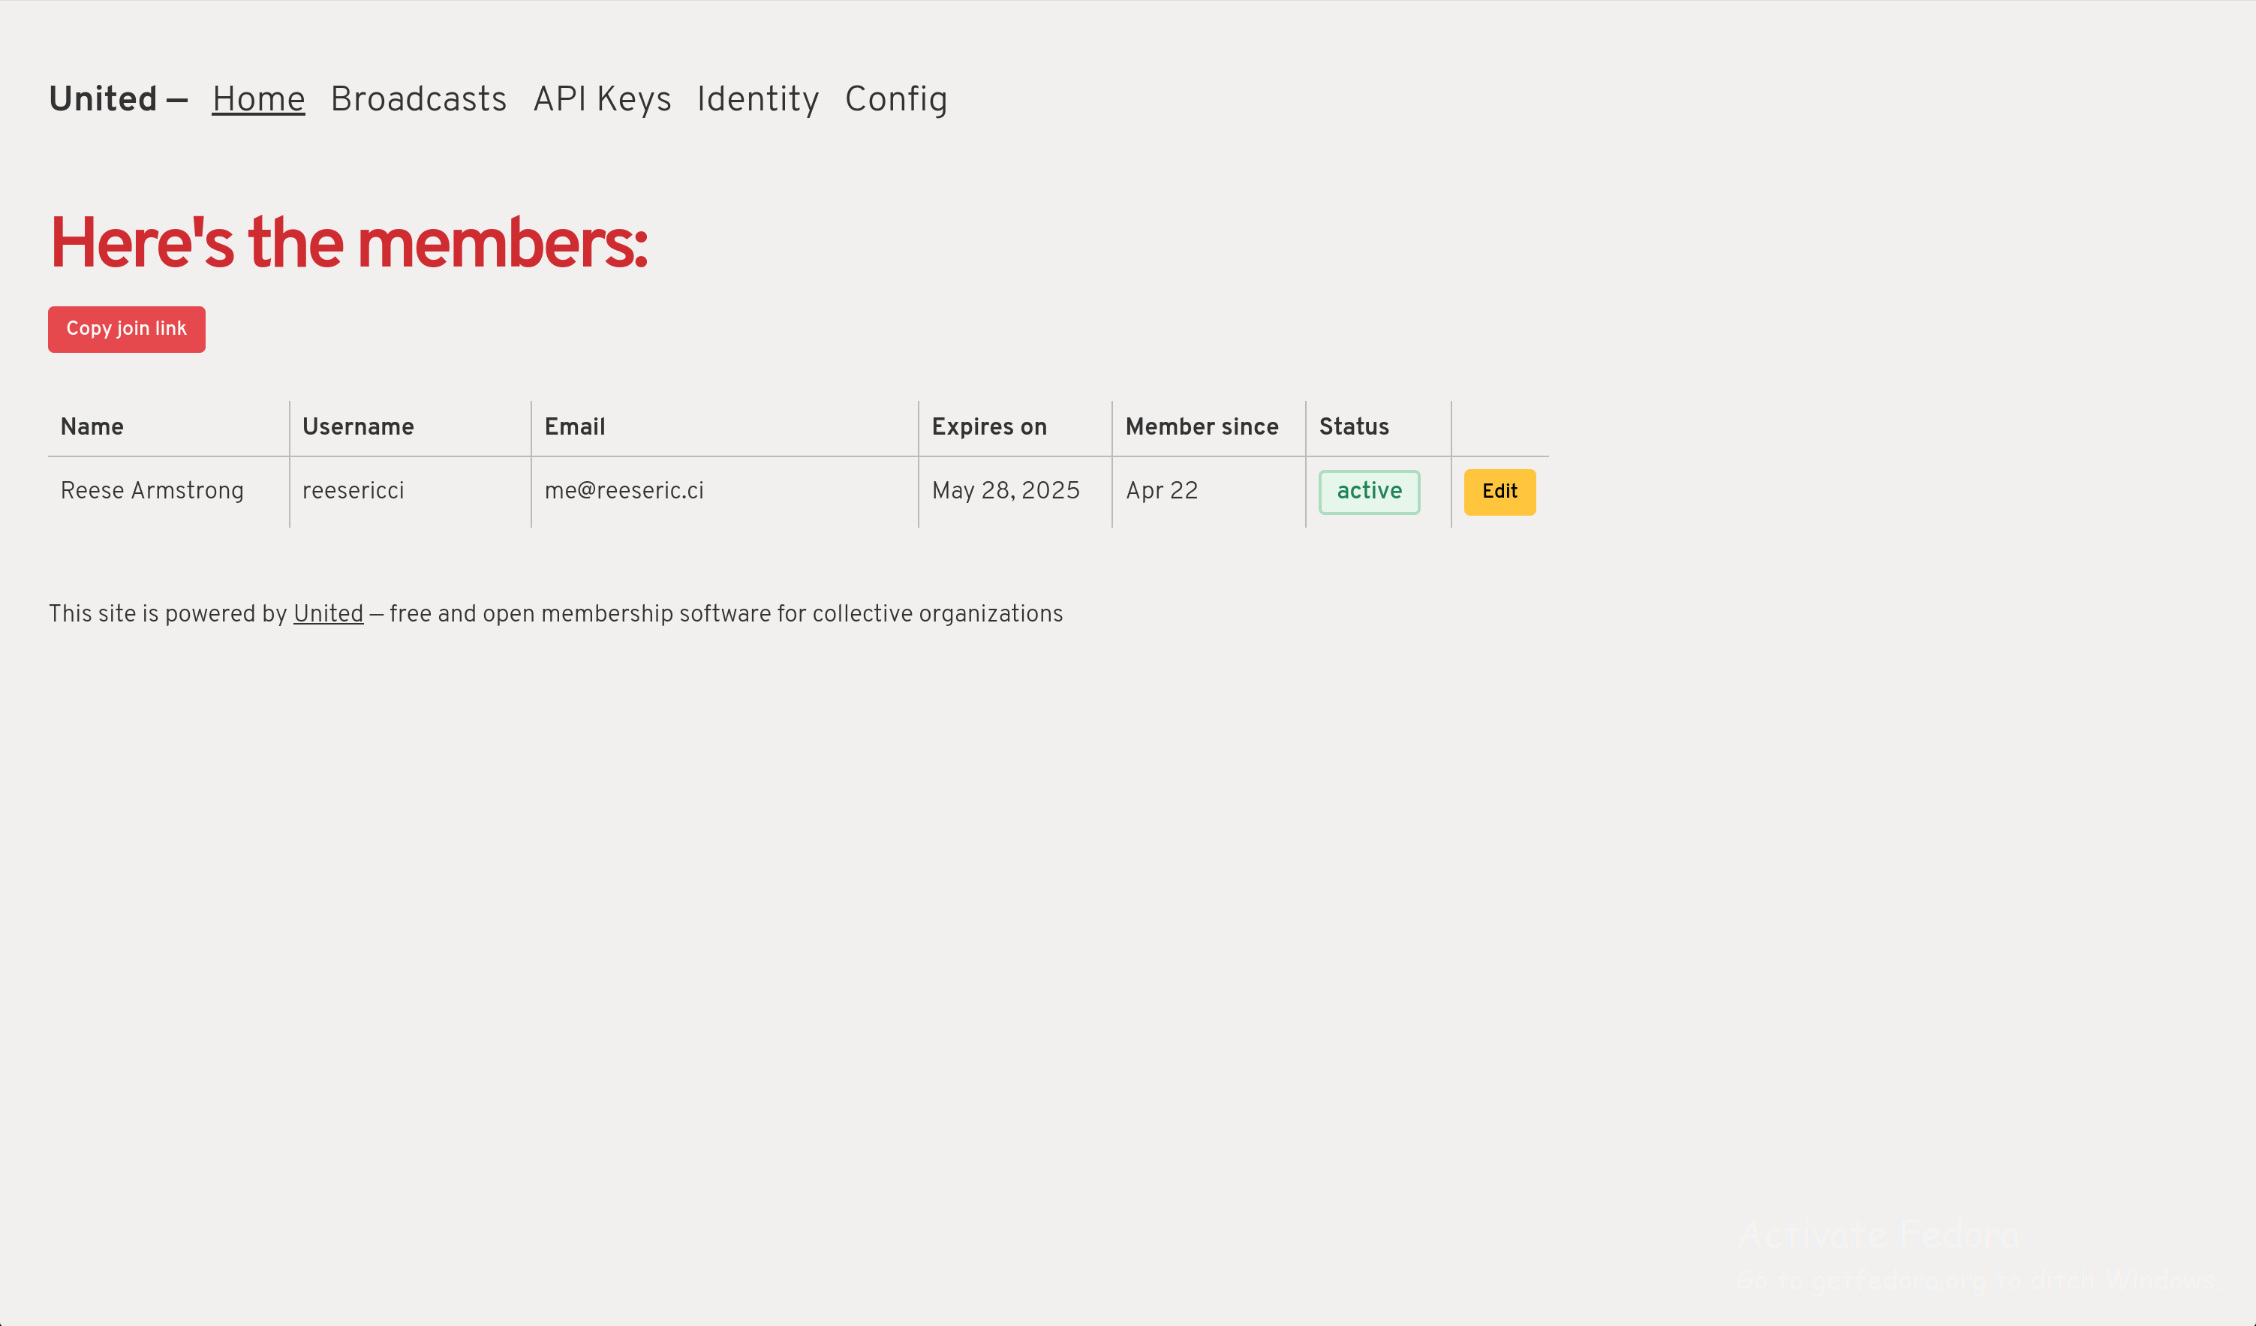 United — Home Broadcasts API Keys Identity Config
Here's the members:
Copy join link
Name Username Email Expires on Member since Status
Reese Armstrong reesericci me@reeseric.ci May 28, 2025 Apr 22 active Edit
This site is powered by United — free and open membership software for collective organizations
Activate Fedora
Go to getfedora.org to ditch Windows.